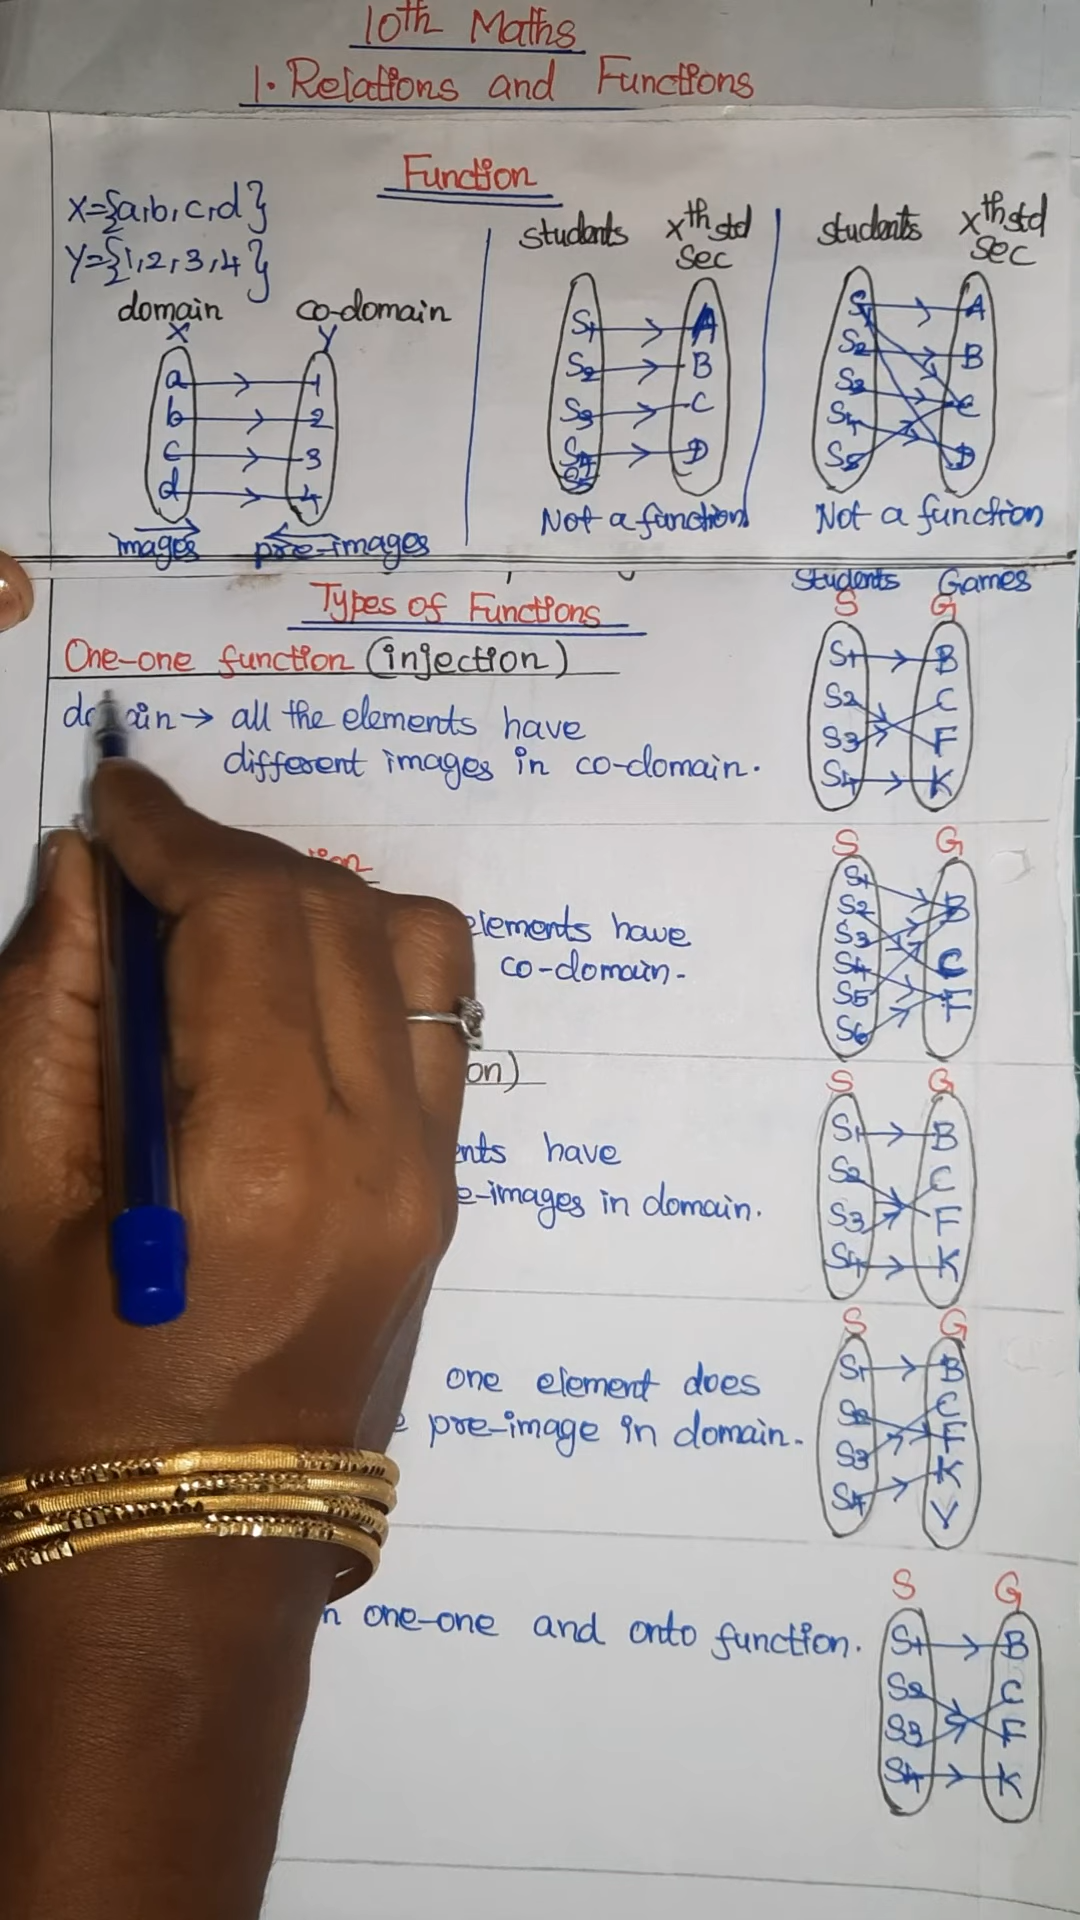 10th Maths
1. Relations and Functions
Function
X={a,b,c,d}
Y={1,2,3,4}
domain co-domain
X Y
a 1
b 2
c 3
d 4
images pre-images
Students Xth std
Sec
S1 A
S2 B
S3 C
S4 D
S5
Not a function
Students Xth std
Sec
S1 A
S2 B
S3 C
S4 D
S5
Not a function
Types of Functions
One-one function (injection)
all the elements have
different images in co-domain.
Students Games
S G
S1 B
S2 C
S3 F
S4 K
elements have
co-domain.
S G
S1 B
S2
S3 C
S4
S5 F
S6
on)
have
images in domain.
S G
S1 B
S2 C
S3 F
S4 K
one element does
pre-image in domain.
S G
S1 B
S2 C
F
S3 K
S4 V
one-one and onto function.
S G
S1 B
S2 C
S3 F
S4 K